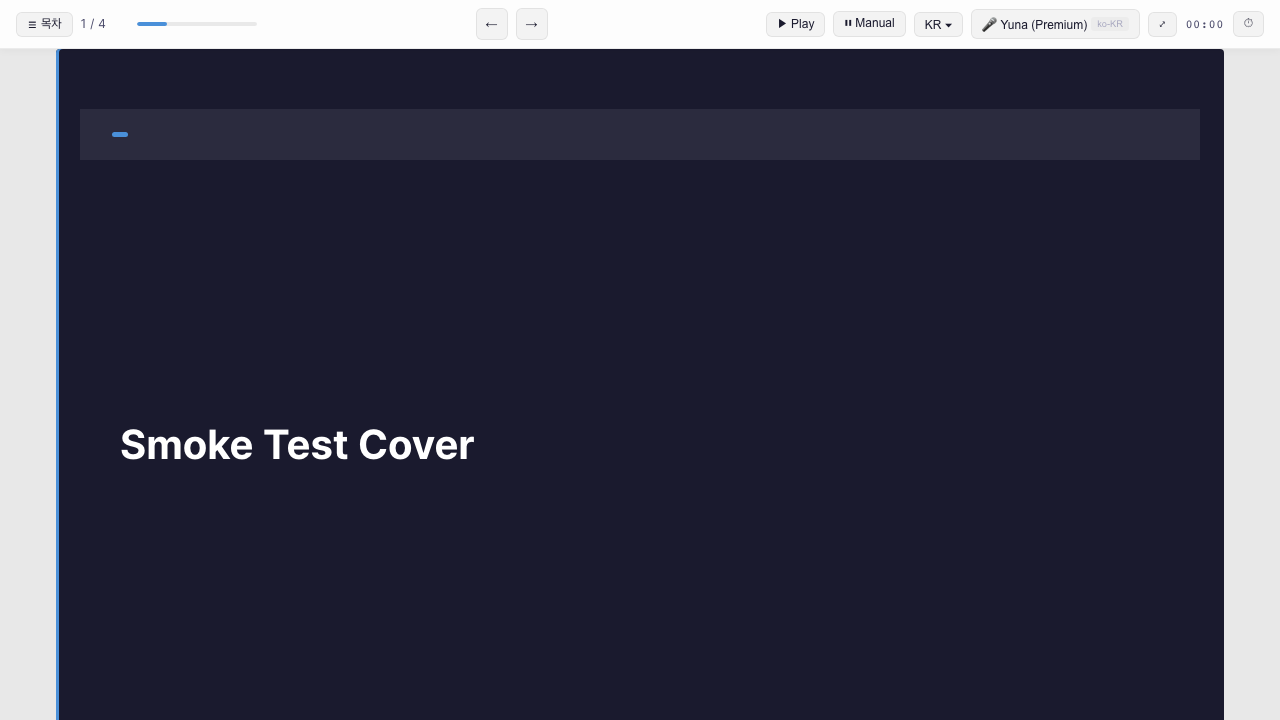 ☰ 목차
1 / 4
←
→
Play
Manual
KR
Yuna (Premium) ko-KR
00:00
Smoke Test Cover